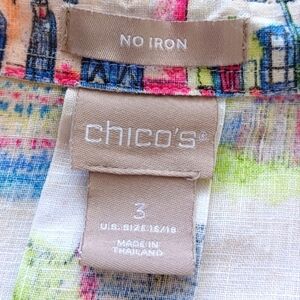 NO IRON
chico's®
3
U.S. SIZE 16/18
MADE IN
THAILAND